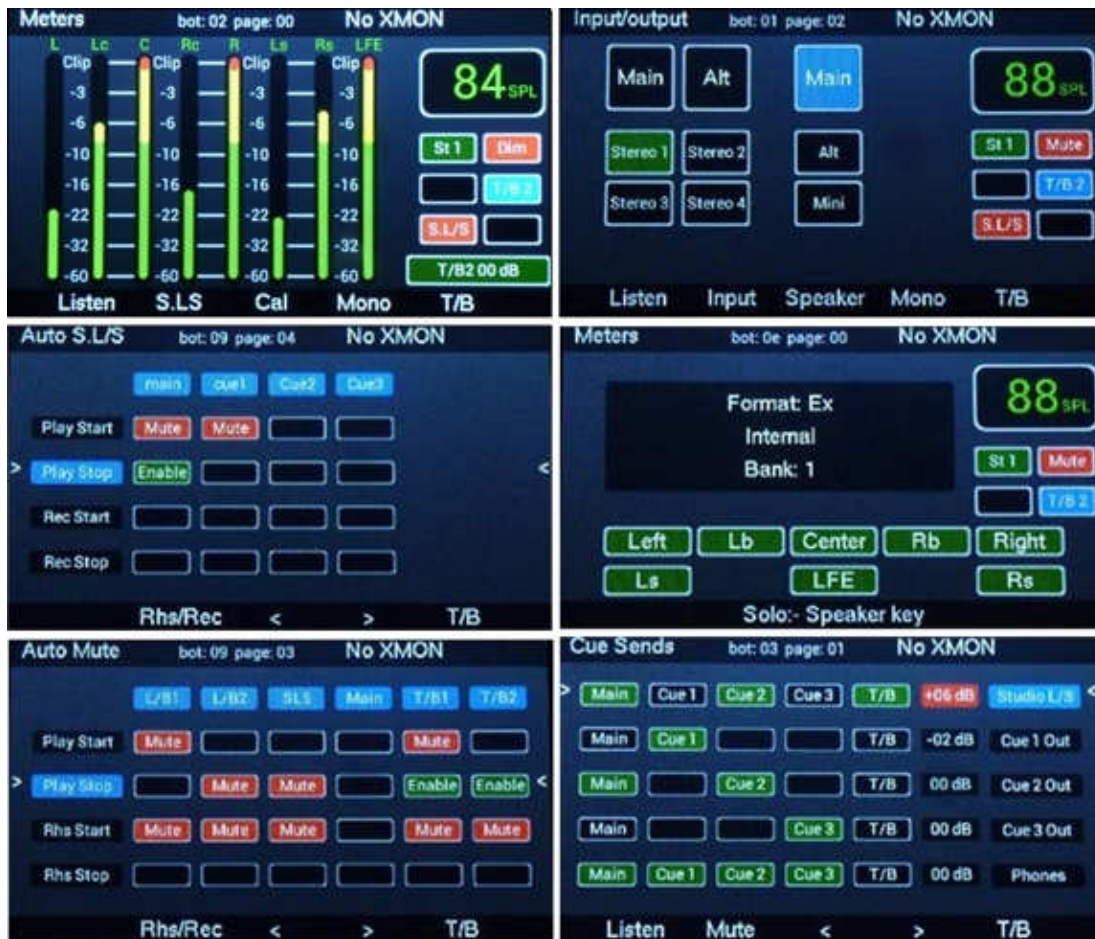 Meters bot: 02 page: 00 No XMON
L Lc C Rc R Ls Rs LFE
Clip Clip Clip Clip
84 SPL
-3 -3 -3 -3
-6 -6 -6 -6
St 1 Dim
-10 -10 -10 -10
-16 -16 -16 -16
T/B 2
-22 -22 -22 -22
S.L/S
-32 -32 -32 -32
-60 -60 -60 -60
T/B2 00 dB
Listen S.LS Cal Mono T/B
Input/output bot: 01 page: 02 No XMON
Main Alt Main
88 SPL
Stereo 1 Stereo 2 Alt
St 1 Mute
T/B 2
Stereo 3 Stereo 4 Mini
S.L/S
Listen Input Speaker Mono T/B
Auto S.L/S bot: 09 page: 04 No XMON
main cue1 Cue2 Cue3
Play Start Mute Mute
> Play Stop Enable <
Rec Start
Rec Stop
Rhs/Rec < > T/B
Meters bot: 0e page: 00 No XMON
Format: Ex
Internal
Bank: 1
88 SPL
St 1 Mute
T/B 2
Left Lb Center Rb Right
Ls LFE Rs
Solo:- Speaker key
Auto Mute bot: 09 page: 03 No XMON
L/B1 L/B2 SLS Main T/B1 T/B2
Play Start Mute Mute
> Play Stop Mute Mute Enable Enable <
Rhs Start Mute Mute Mute Mute Mute
Rhs Stop
Rhs/Rec < > T/B
Cue Sends bot: 03 page: 01 No XMON
> Main Cue 1 Cue 2 Cue 3 T/B +06 dB Studio L/S <
Main Cue 1 T/B -02 dB Cue 1 Out
Main Cue 2 T/B 00 dB Cue 2 Out
Main Cue 3 T/B 00 dB Cue 3 Out
Main Cue 1 Cue 2 Cue 3 T/B 00 dB Phones
Listen Mute < > T/B